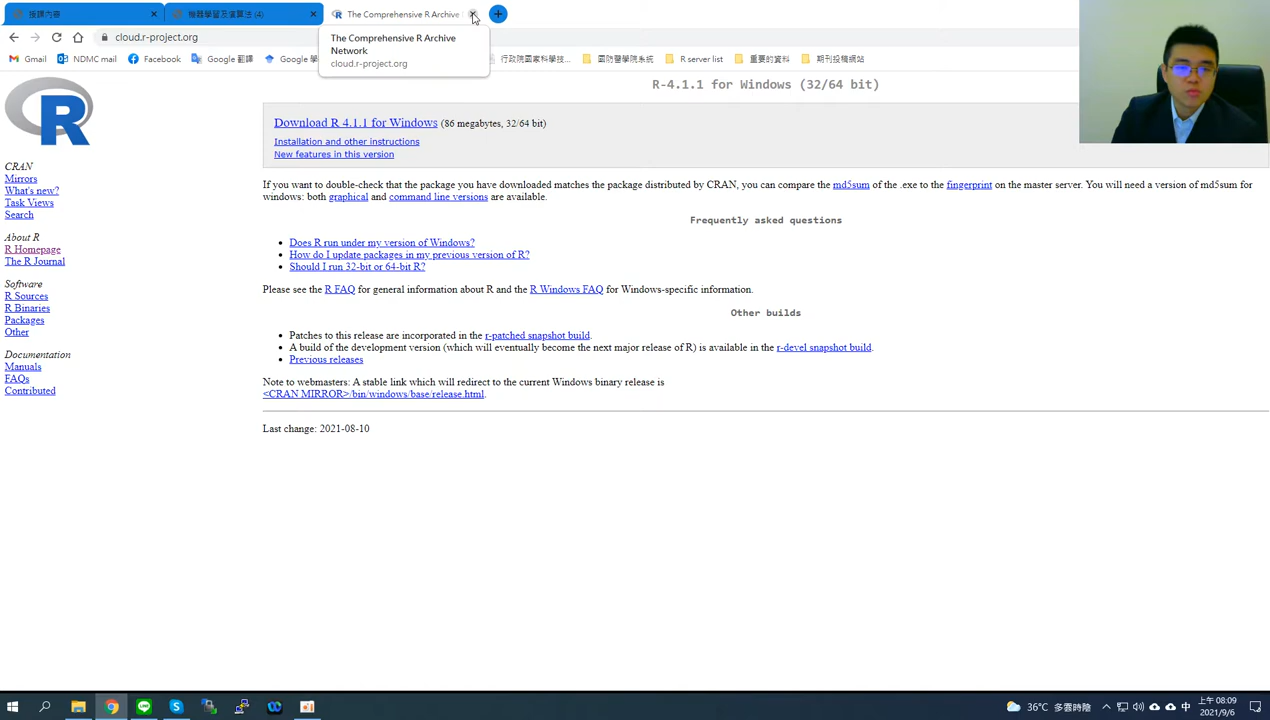 授課內容
機器學習及演算法 (4)
The Comprehensive R Archive
cloud.r-project.org
The Comprehensive R Archive
Network
cloud.r-project.org
Gmail
NDMC mail
Facebook
Google 翻譯
Google 學
行政院國家科學技...
國防醫學院系統
R server list
重要的資料
期刊投稿網站
R
R-4.1.1 for Windows (32/64 bit)
Download R 4.1.1 for Windows (86 megabytes, 32/64 bit)
Installation and other instructions
New features in this version
CRAN
Mirrors
What's new?
Task Views
Search
About R
R Homepage
The R Journal
Software
R Sources
R Binaries
Packages
Other
Documentation
Manuals
FAQs
Contributed
If you want to double-check that the package you have downloaded matches the package distributed by CRAN, you can compare the md5sum of the .exe to the fingerprint on the master server. You will need a version of md5sum for
windows: both graphical and command line versions are available.
Frequently asked questions
• Does R run under my version of Windows?
• How do I update packages in my previous version of R?
• Should I run 32-bit or 64-bit R?
Please see the R FAQ for general information about R and the R Windows FAQ for Windows-specific information.
Other builds
• Patches to this release are incorporated in the r-patched snapshot build.
• A build of the development version (which will eventually become the next major release of R) is available in the r-devel snapshot build.
• Previous releases
Note to webmasters: A stable link which will redirect to the current Windows binary release is
<CRAN MIRROR>/bin/windows/base/release.html.
Last change: 2021-08-10
36°C 多雲時陰
中
上午 08:09
2021/9/6